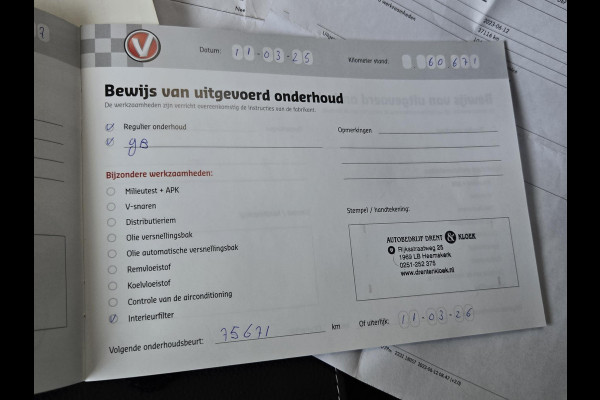 7
V
Datum: 11-03-25
Kilometer stand: 60671
Bewijs van uitgevoerd onderhoud
De werkzaamheden zijn verricht overeenkomstig de instructies van de fabrikant.
Regulier onderhoud
gB
Opmerkingen
Bijzondere werkzaamheden:
Milieutest + APK
V-snaren
Distributieriem
Olie versnellingsbak
Olie automatische versnellingsbak
Remvloeistof
Koelvloeistof
Controle van de airconditioning
Interieurfilter
Stempel / handtekening:
AUTOBEDRIJF DRENT & KLOEK
Rijksstraatweg 25
1969 LB Heemskerk
0251-252 375
www.drentenkloek.nl
Volgende onderhoudsbeurt: 75671 km
Of uiterlijk: 11-03-26